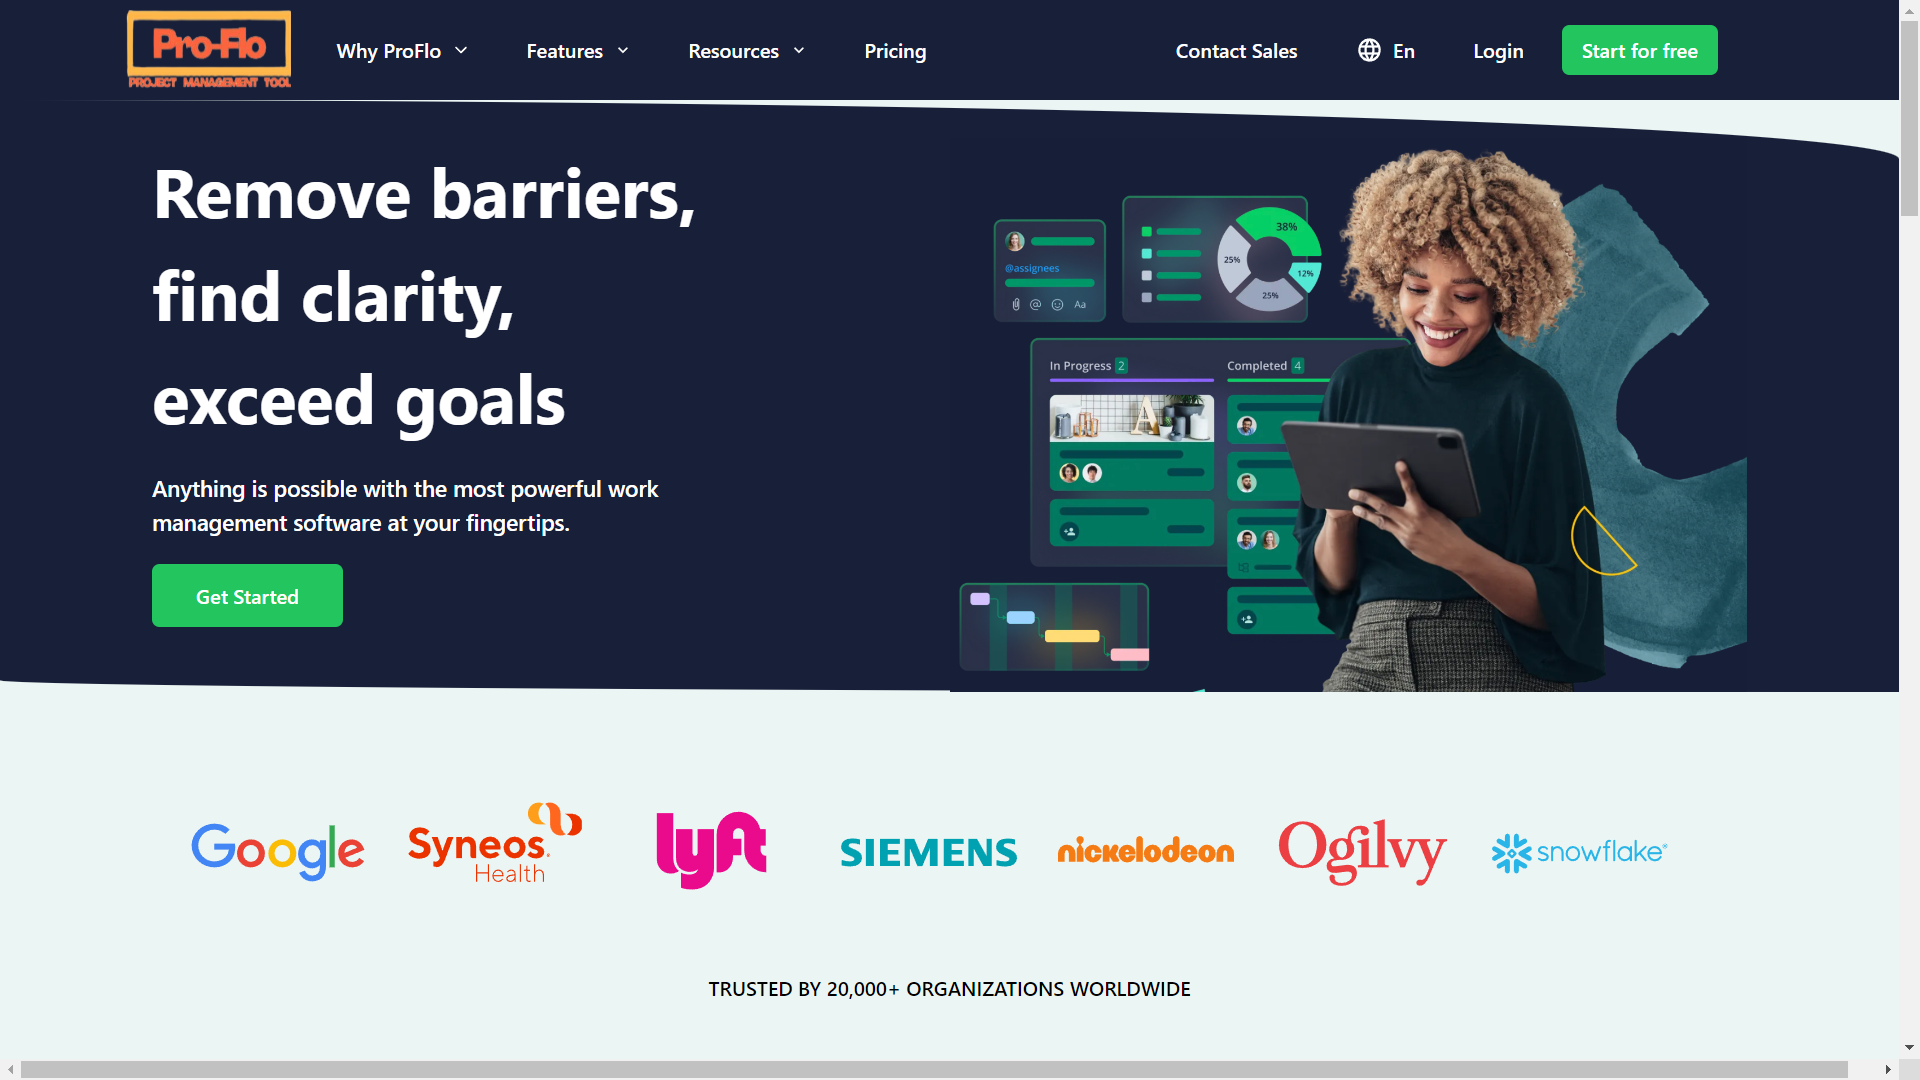 Pro-Flo
PROJECT MANAGEMENT TOOL
Why ProFlo
Features
Resources
Pricing
Contact Sales
En
Login
Start for free
Remove barriers,
find clarity,
exceed goals
Anything is possible with the most powerful work
management software at your fingertips.
Get Started
@assignees
@
Aa
38%
25%
12%
25%
In Progress 2
Completed 4
A
Google
Syneos
Health
lyft
SIEMENS
nickelodeon
Ogilvy
snowflake
TRUSTED BY 20,000+ ORGANIZATIONS WORLDWIDE